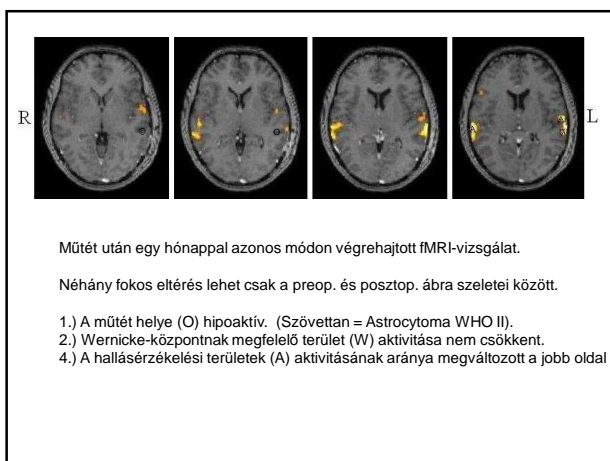 R L
Műtét után egy hónappal azonos módon végrehajtott fMRI-vizsgálat.
Néhány fokos eltérés lehet csak a preop. és posztop. ábra szeletei között.
1.) A műtét helye (O) hipoaktív. (Szövettan = Astrocytoma WHO II).
2.) Wernicke-központnak megfelelő terület (W) aktivitása nem csökkent.
4.) A hallásérzékelési területek (A) aktivitásának aránya megváltozott a jobb oldal